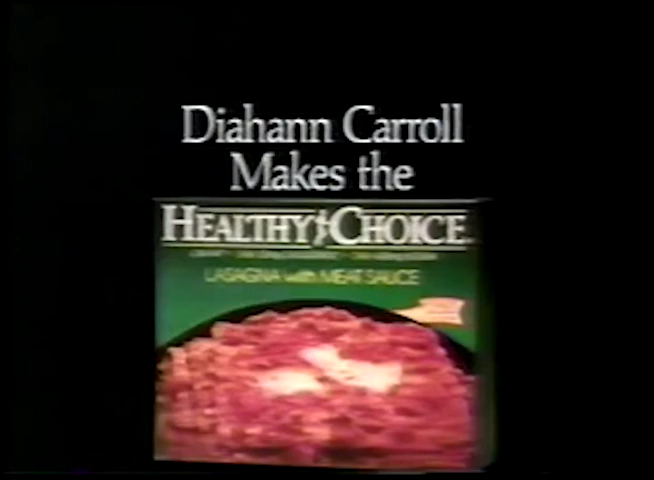 Diahann Carroll
Makes the
HEALTHY CHOICE
LASAGNA with MEAT SAUCE